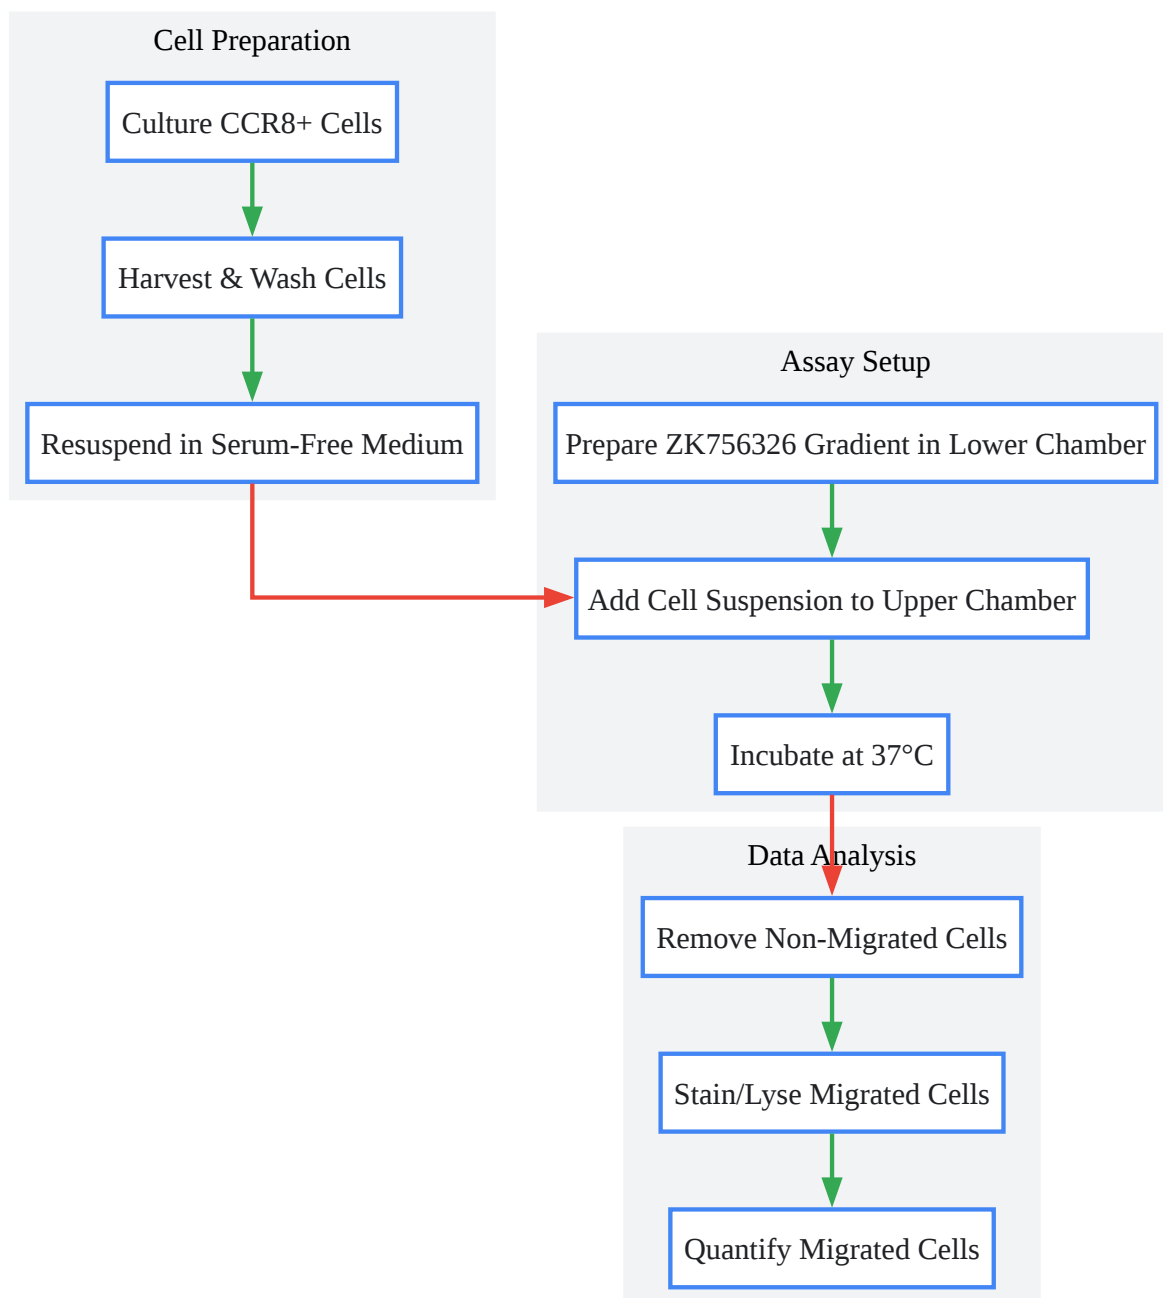 Cell Preparation
Culture CCR8+ Cells
Harvest & Wash Cells
Resuspend in Serum-Free Medium
Assay Setup
Prepare ZK756326 Gradient in Lower Chamber
Add Cell Suspension to Upper Chamber
Incubate at 37°C
Data Analysis
Remove Non-Migrated Cells
Stain/Lyse Migrated Cells
Quantify Migrated Cells